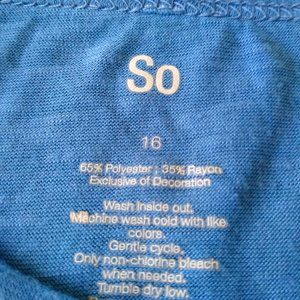 So
16
65% Polyester ; 35% Rayon
Exclusive of Decoration
Wash Inside out.
Machine wash cold with like
colors.
Gentle cycle.
Only non-chlorine bleach
when needed.
Tumble dry low.